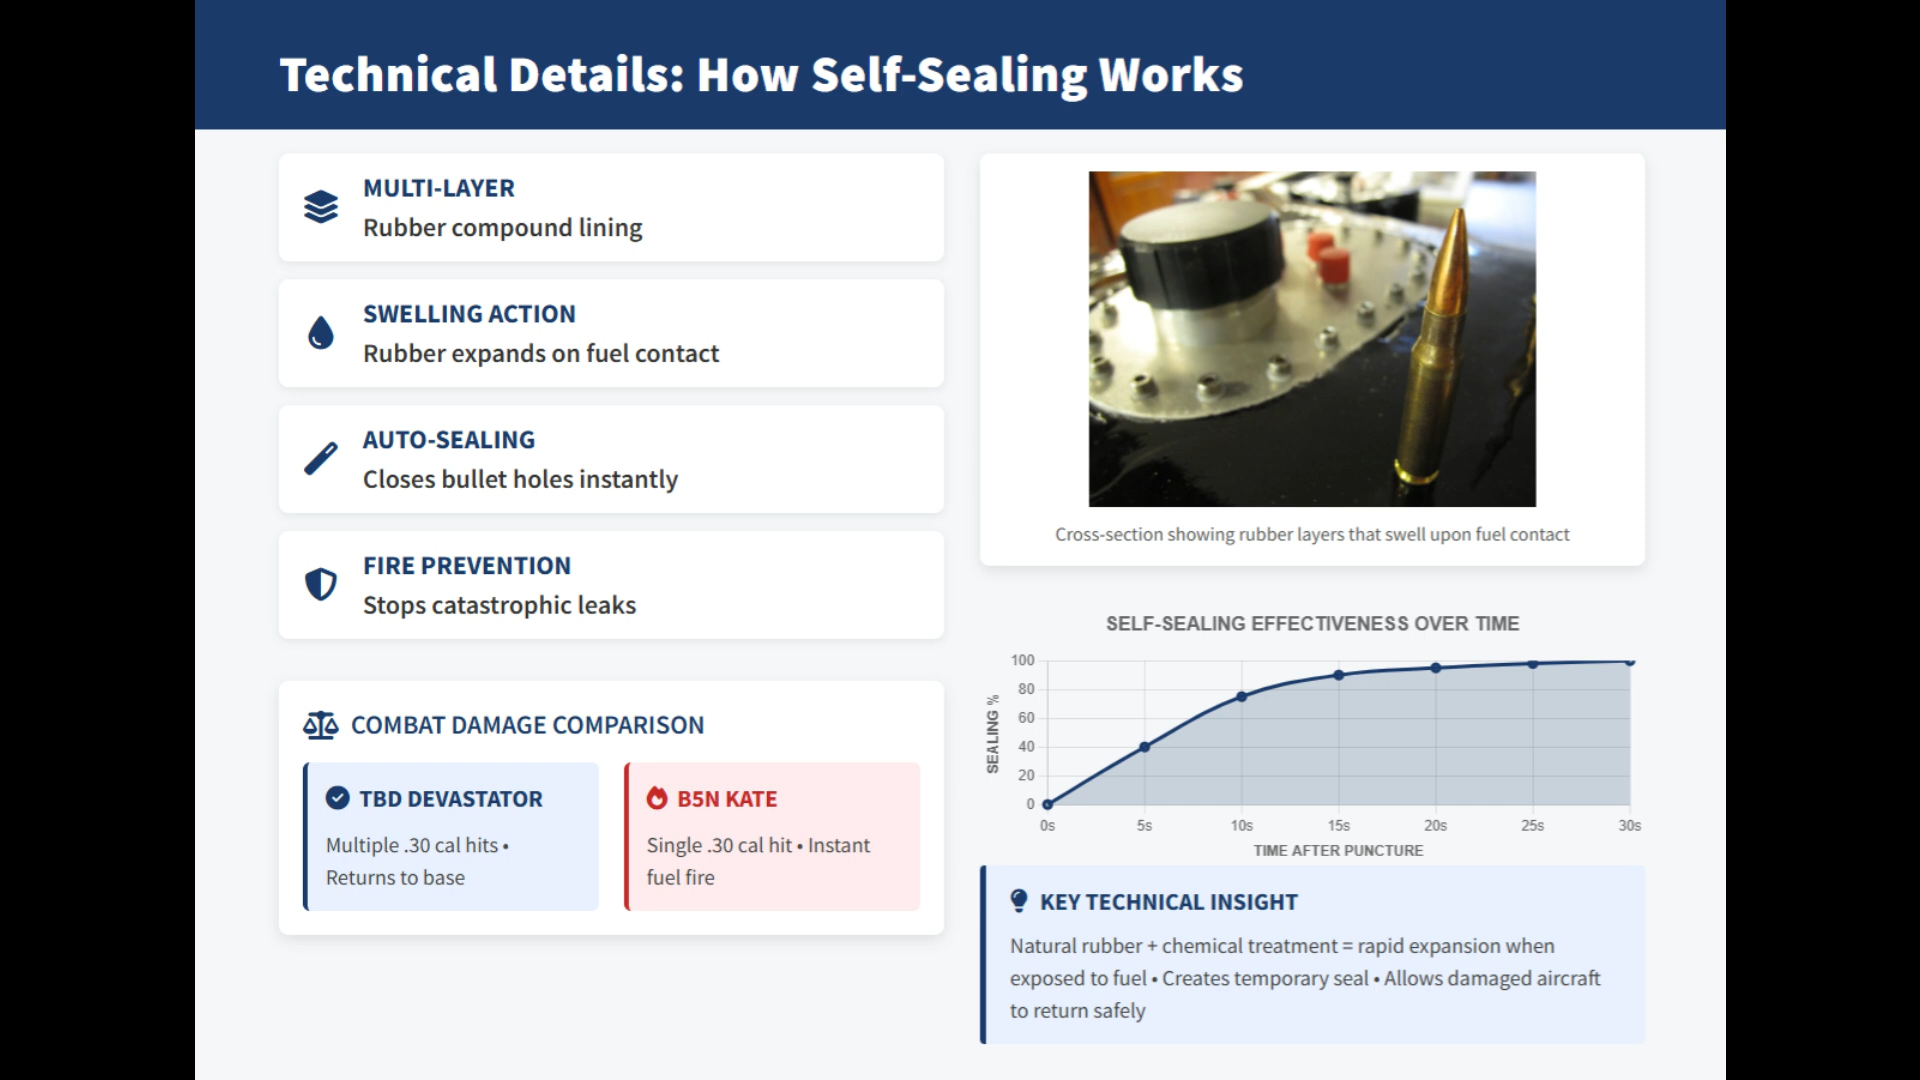 Technical Details: How Self-Sealing Works
MULTI-LAYER
Rubber compound lining
SWELLING ACTION
Rubber expands on fuel contact
AUTO-SEALING
Closes bullet holes instantly
FIRE PREVENTION
Stops catastrophic leaks
COMBAT DAMAGE COMPARISON
TBD DEVASTATOR
Multiple .30 cal hits •
Returns to base
B5N KATE
Single .30 cal hit • Instant
fuel fire
Cross-section showing rubber layers that swell upon fuel contact
SELF-SEALING EFFECTIVENESS OVER TIME
SEALING %
100
80
60
40
20
0
0s 5s 10s 15s 20s 25s 30s
TIME AFTER PUNCTURE
KEY TECHNICAL INSIGHT
Natural rubber + chemical treatment = rapid expansion when
exposed to fuel • Creates temporary seal • Allows damaged aircraft
to return safely